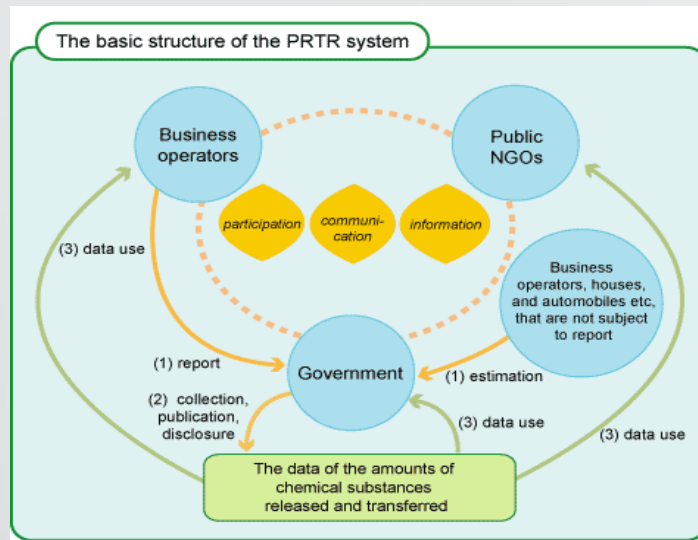 The basic structure of the PRTR system
Business
operators
Public
NGOs
participation
communi-
cation
information
(3) data use
Business
operators, houses,
and automobiles etc,
that are not subject
to report
(1) report
Government
(1) estimation
(2) collection,
publication,
disclosure
(3) data use
(3) data use
The data of the amounts of
chemical substances
released and transferred